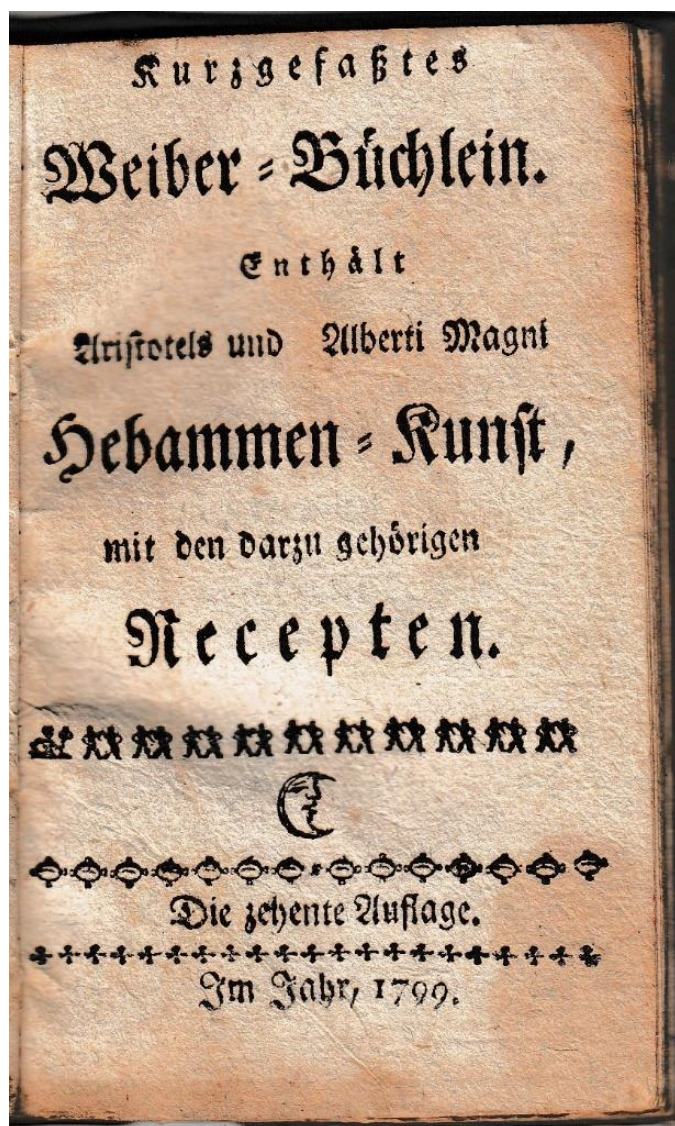 Kurzgefaßtes
Weiber-Büchlein.
Enthält
Aristotels und Alberti Magni
Hebammen-Kunst,
mit den darzu gehörigen
Recepten.
Die zehente Auflage.
Im Jahr, 1799.